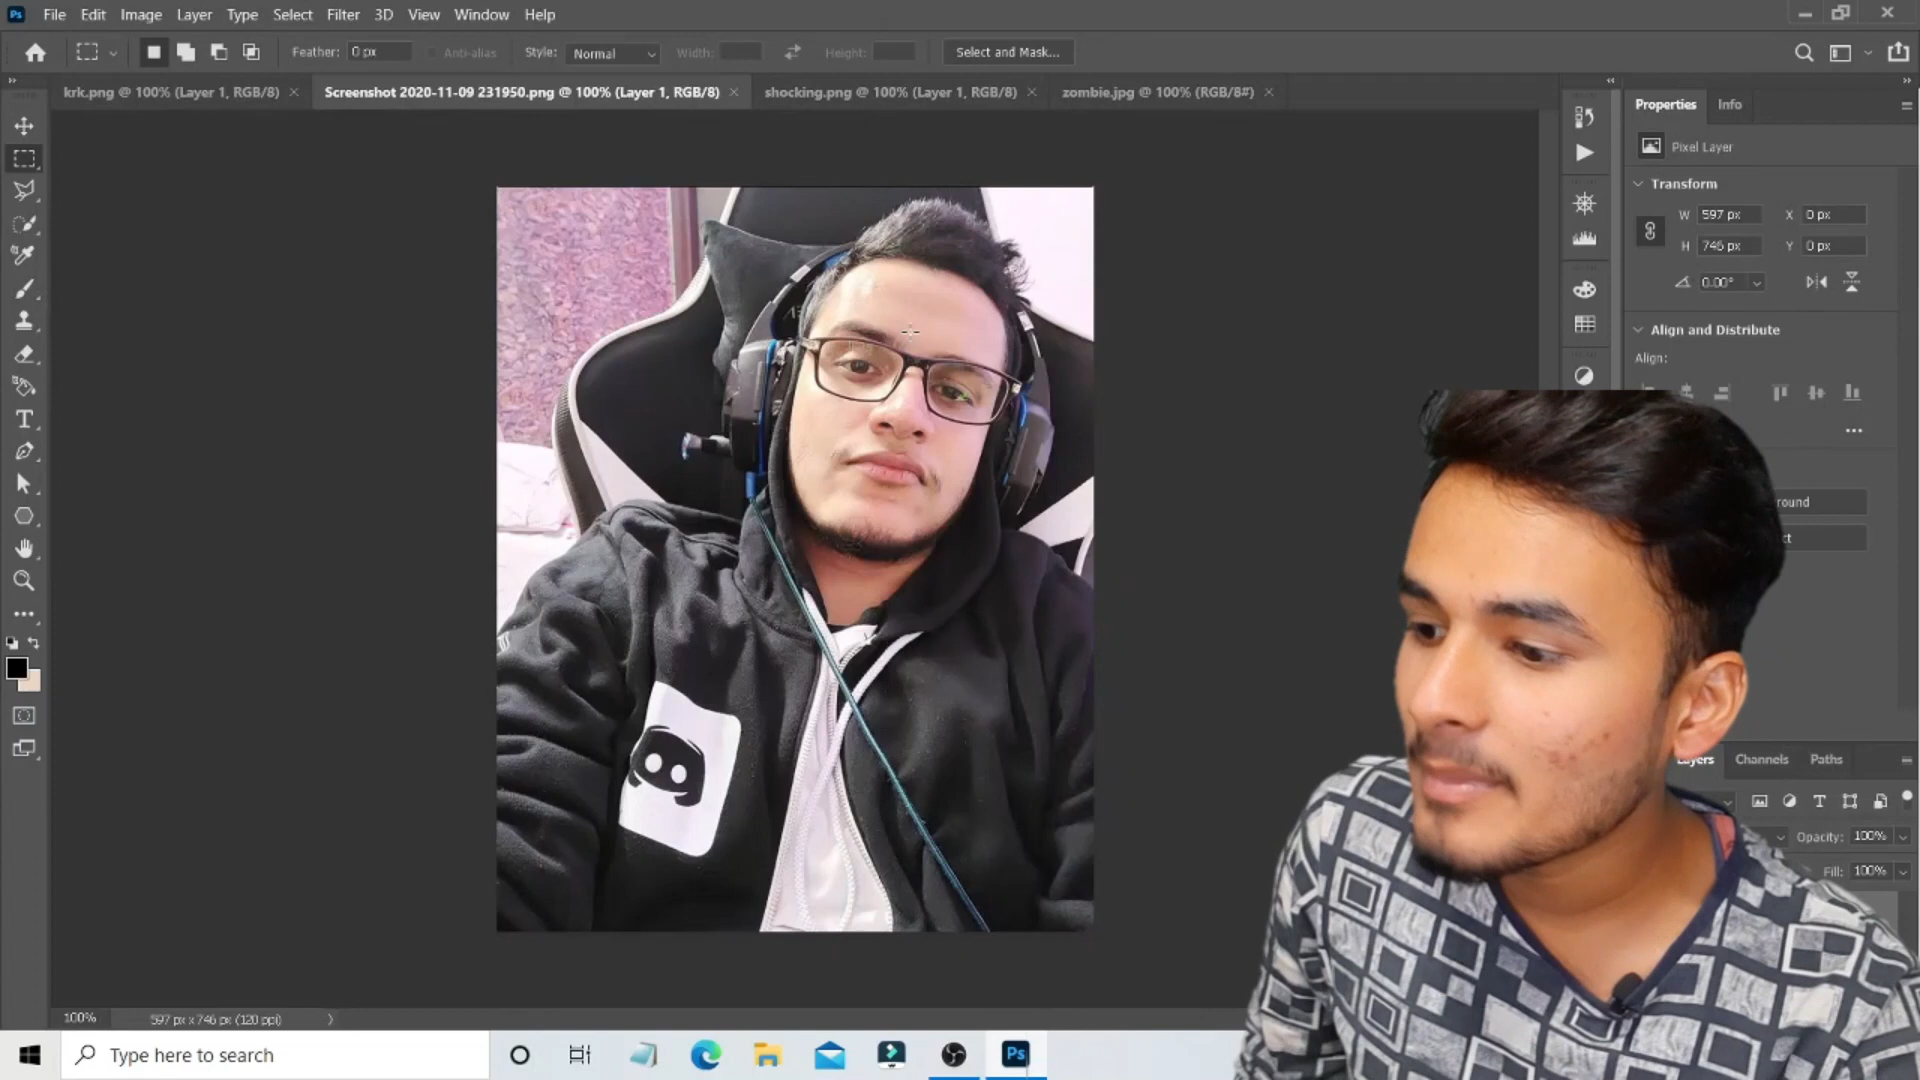 Ps File Edit Image Layer Type Select Filter 3D View Window Help
Feather: 0 px Anti-alias Style: Normal Width: Height: Select and Mask...
krk.png @ 100% (Layer 1, RGB/8) Screenshot 2020-11-09 231950.png @ 100% (Layer 1, RGB/8) shocking.png @ 100% (Layer 1, RGB/8) zombie.jpg @ 100% (RGB/8#)
Properties Info
Pixel Layer
Transform
W 597 px X 0 px
H 746 px Y 0 px
0.00°
Align and Distribute
Align:
round
ct
Layers Channels Paths
Opacity: 100%
Fill: 100%
100% 597 px x 746 px (120 ppi)
Type here to search
Ps